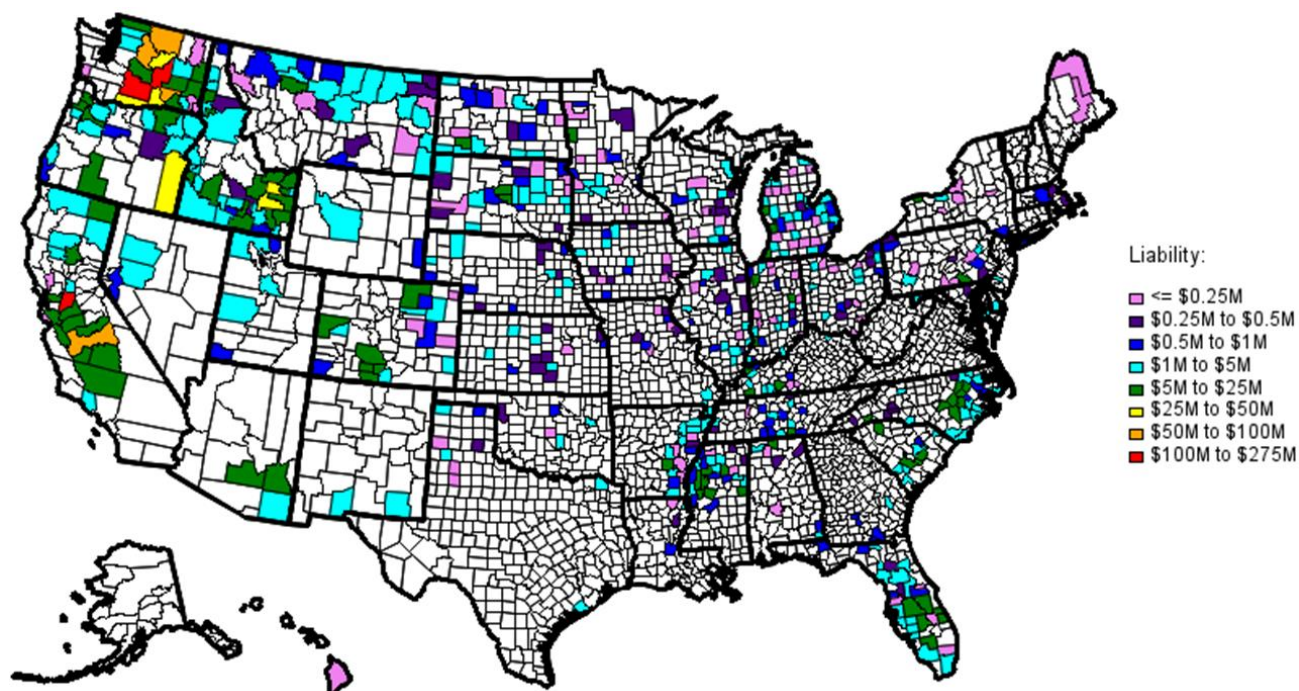 Liability:
<= $0.25M
$0.25M to $0.5M
$0.5M to $1M
$1M to $5M
$5M to $25M
$25M to $50M
$50M to $100M
$100M to $275M